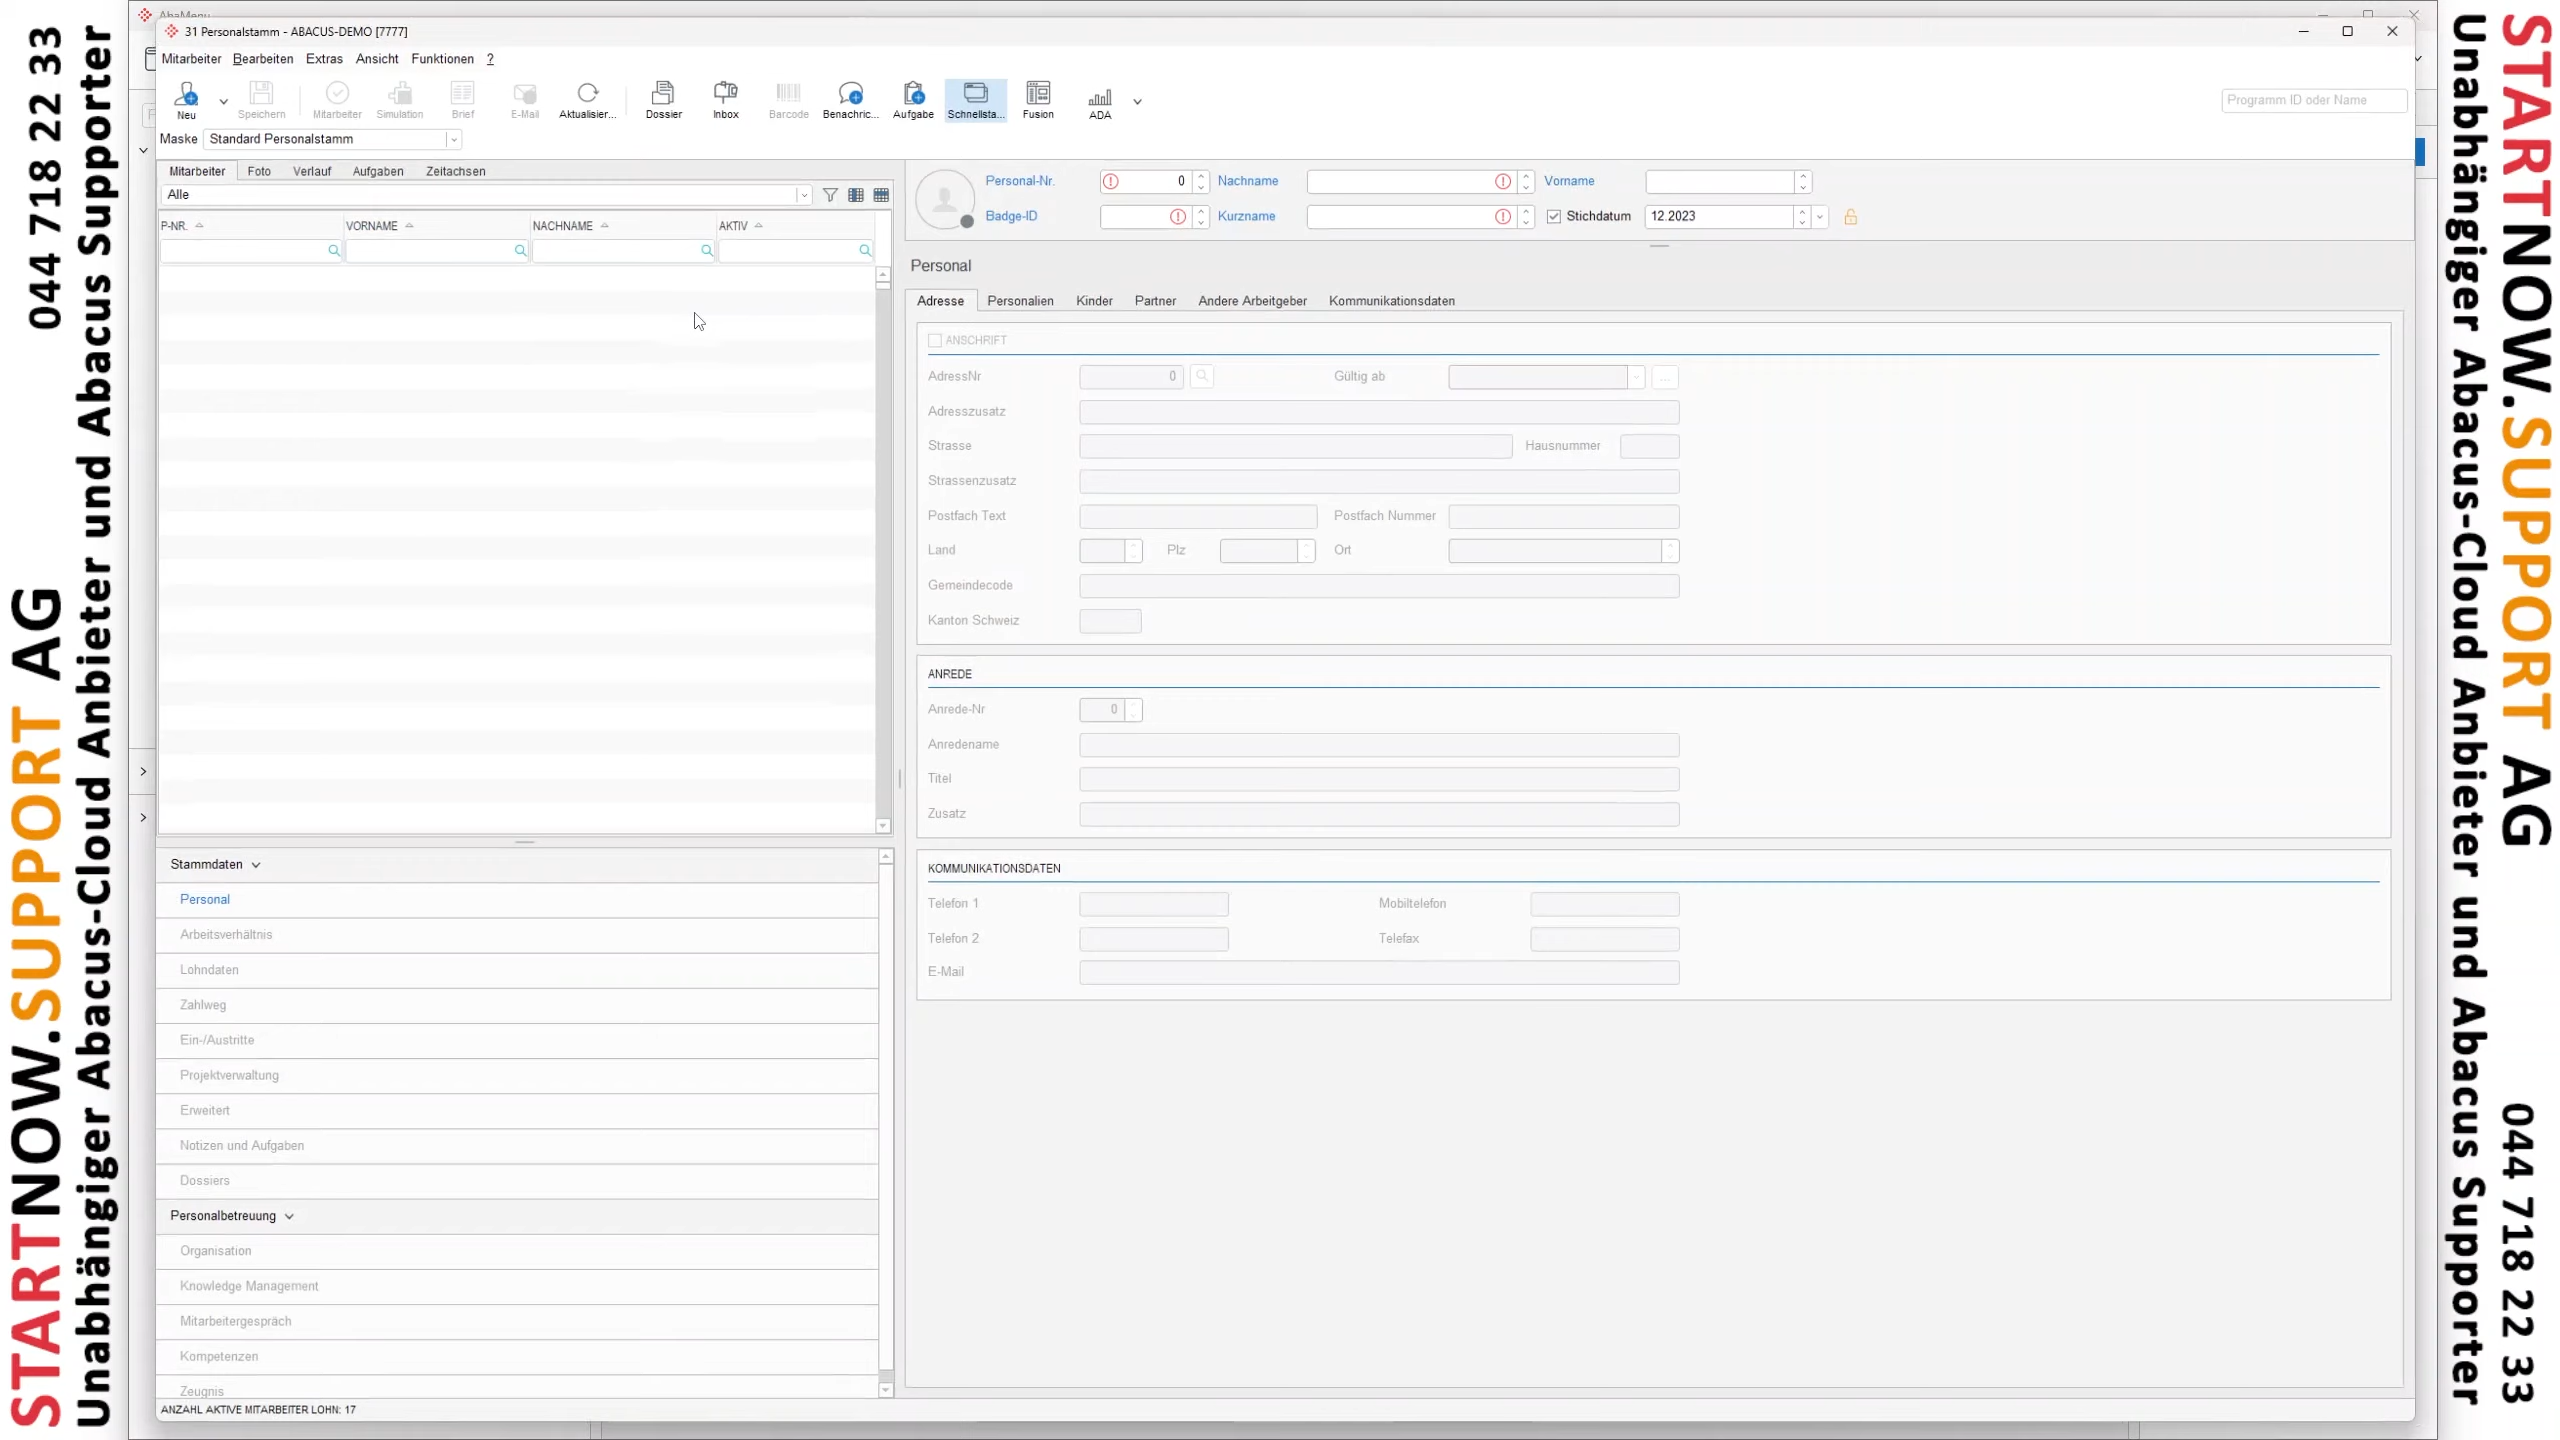 STARTNOW.SUPPORT AG 044 718 22 33
Unabhängiger Abacus-Cloud Anbieter und Abacus Supporter
AbaMenu
31 Personalstamm - ABACUS-DEMO [7777]
Mitarbeiter Bearbeiten Extras Ansicht Funktionen ?
Neu Speichern Mitarbeiter Simulation Brief E-Mail Aktualisier... Dossier Inbox Barcode Benachric... Aufgabe Schnellsta... Fusion ADA
Programm ID oder Name
Maske Standard Personalstamm
Mitarbeiter Foto Verlauf Aufgaben Zeitachsen
Alle
P-NR. VORNAME NACHNAME AKTIV
Stammdaten
Personal
Arbeitsverhältnis
Lohndaten
Zahlweg
Ein-/Austritte
Projektverwaltung
Erweitert
Notizen und Aufgaben
Dossiers
Personalbetreuung
Organisation
Knowledge Management
Mitarbeitergespräch
Kompetenzen
Zeugnis
ANZAHL AKTIVE MITARBEITER LOHN: 17
Personal-Nr. 0 Nachname Vorname
Badge-ID Kurzname Stichdatum 12.2023
Personal
Adresse Personalien Kinder Partner Andere Arbeitgeber Kommunikationsdaten
ANSCHRIFT
AdressNr 0 Gültig ab ...
Adresszusatz
Strasse Hausnummer
Strassenzusatz
Postfach Text Postfach Nummer
Land Plz Ort
Gemeindecode
Kanton Schweiz
ANREDE
Anrede-Nr 0
Anredename
Titel
Zusatz
KOMMUNIKATIONSDATEN
Telefon 1 Mobiltelefon
Telefon 2 Telefax
E-Mail
STARTNOW.SUPPORT AG 044 718 22 33
Unabhängiger Abacus-Cloud Anbieter und Abacus Supporter